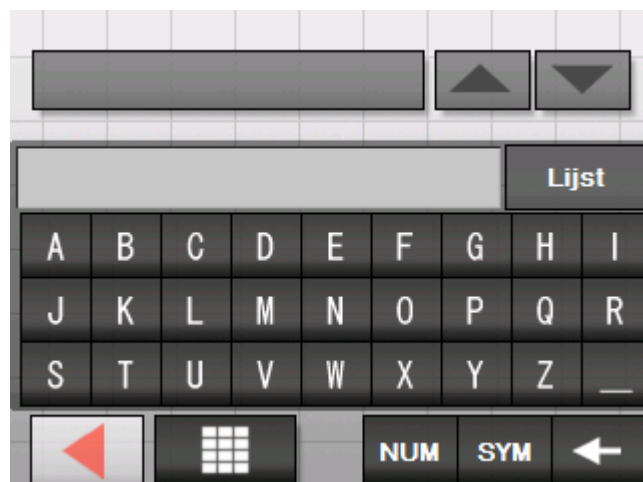 Lijst
A B C D E F G H I
J K L M N O P Q R
S T U V W X Y Z _
NUM SYM